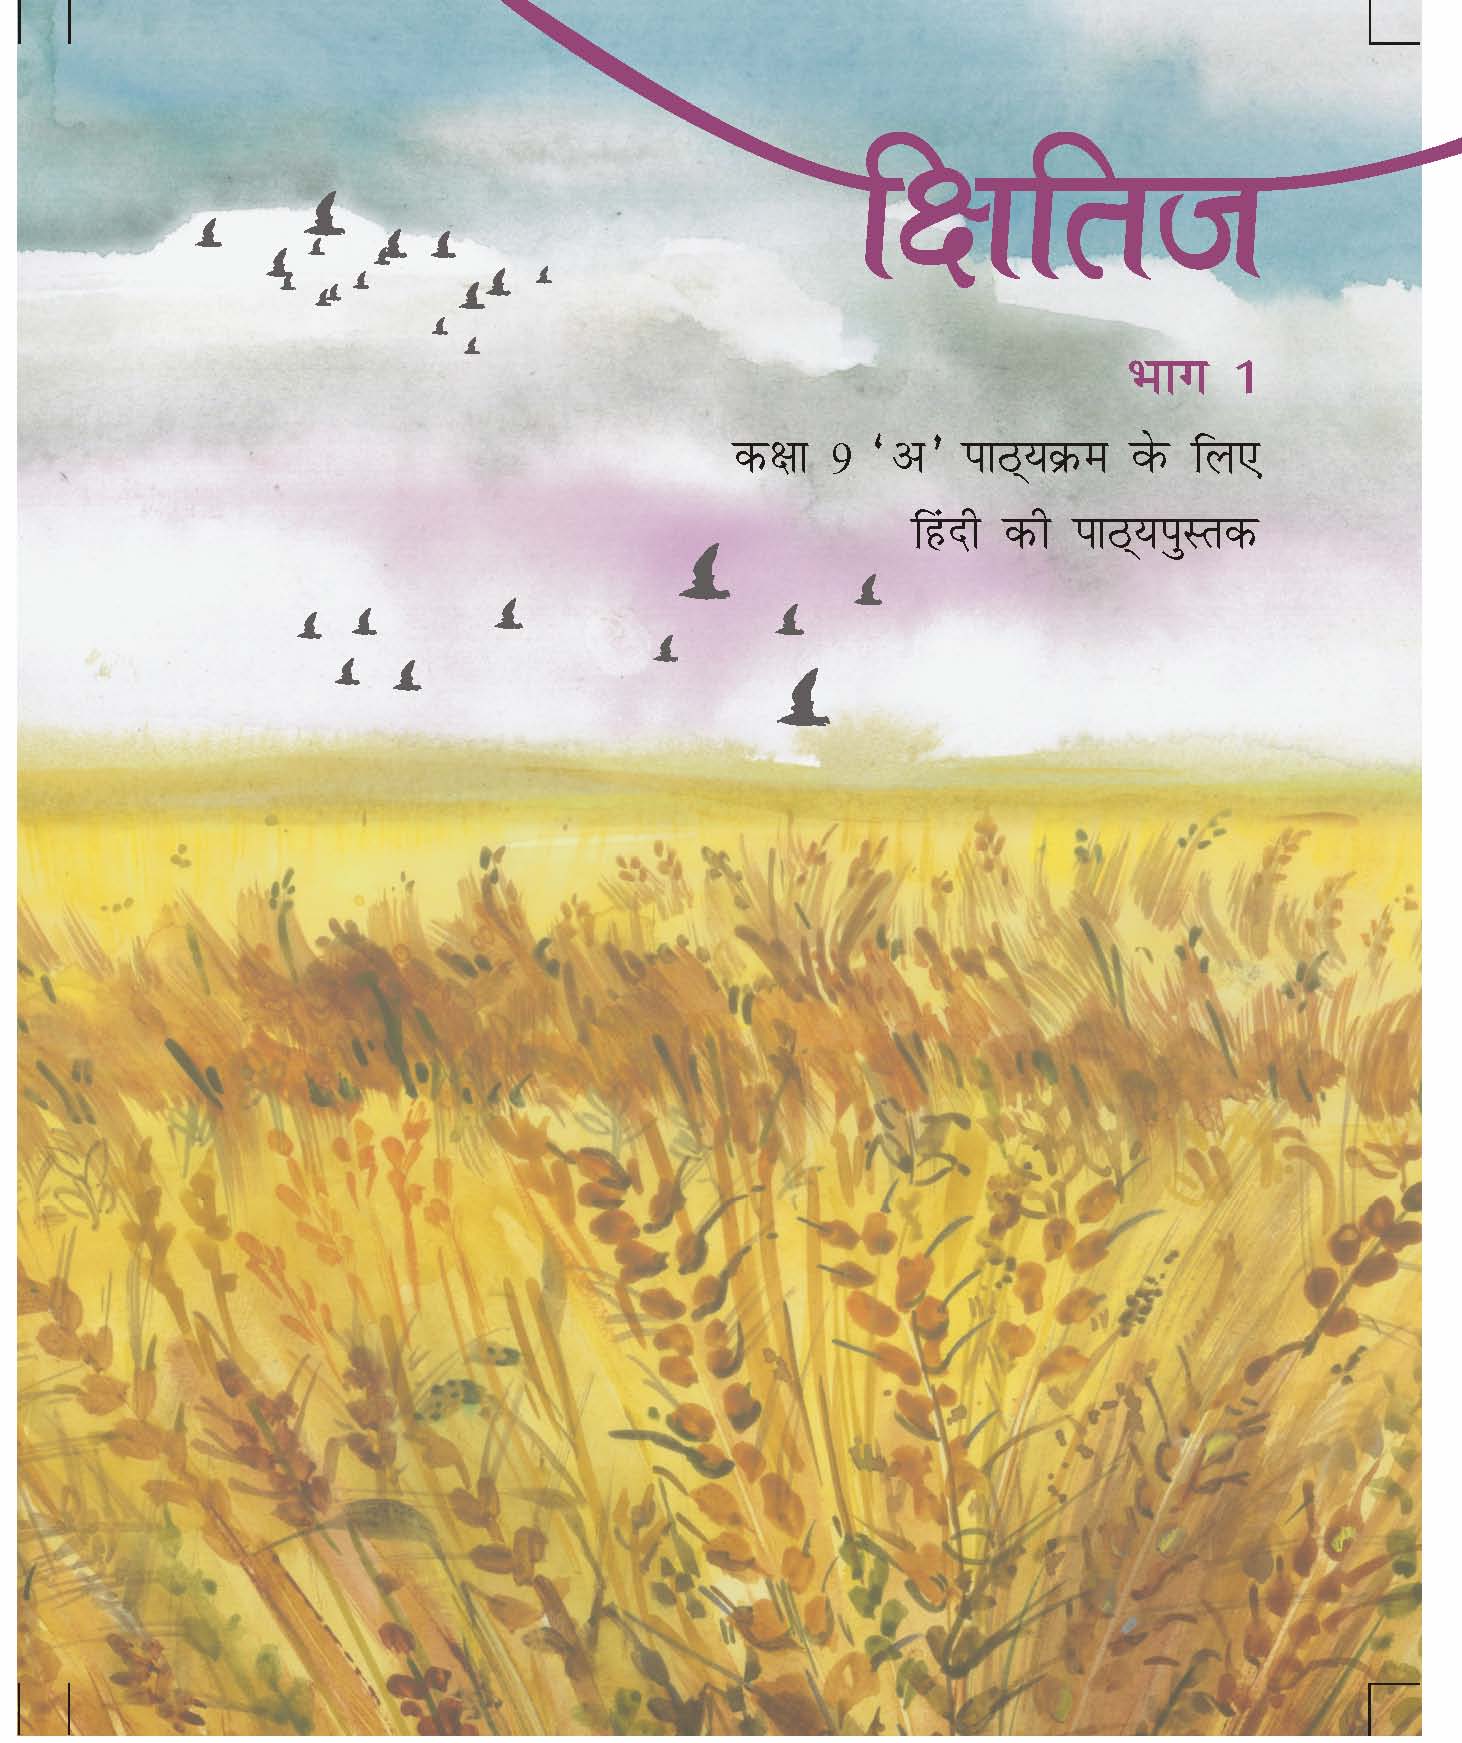 क्षितिज
भाग 1
कक्षा 9 ‘अ’ पाठ्यक्रम के लिए
हिंदी की पाठ्यपुस्तक